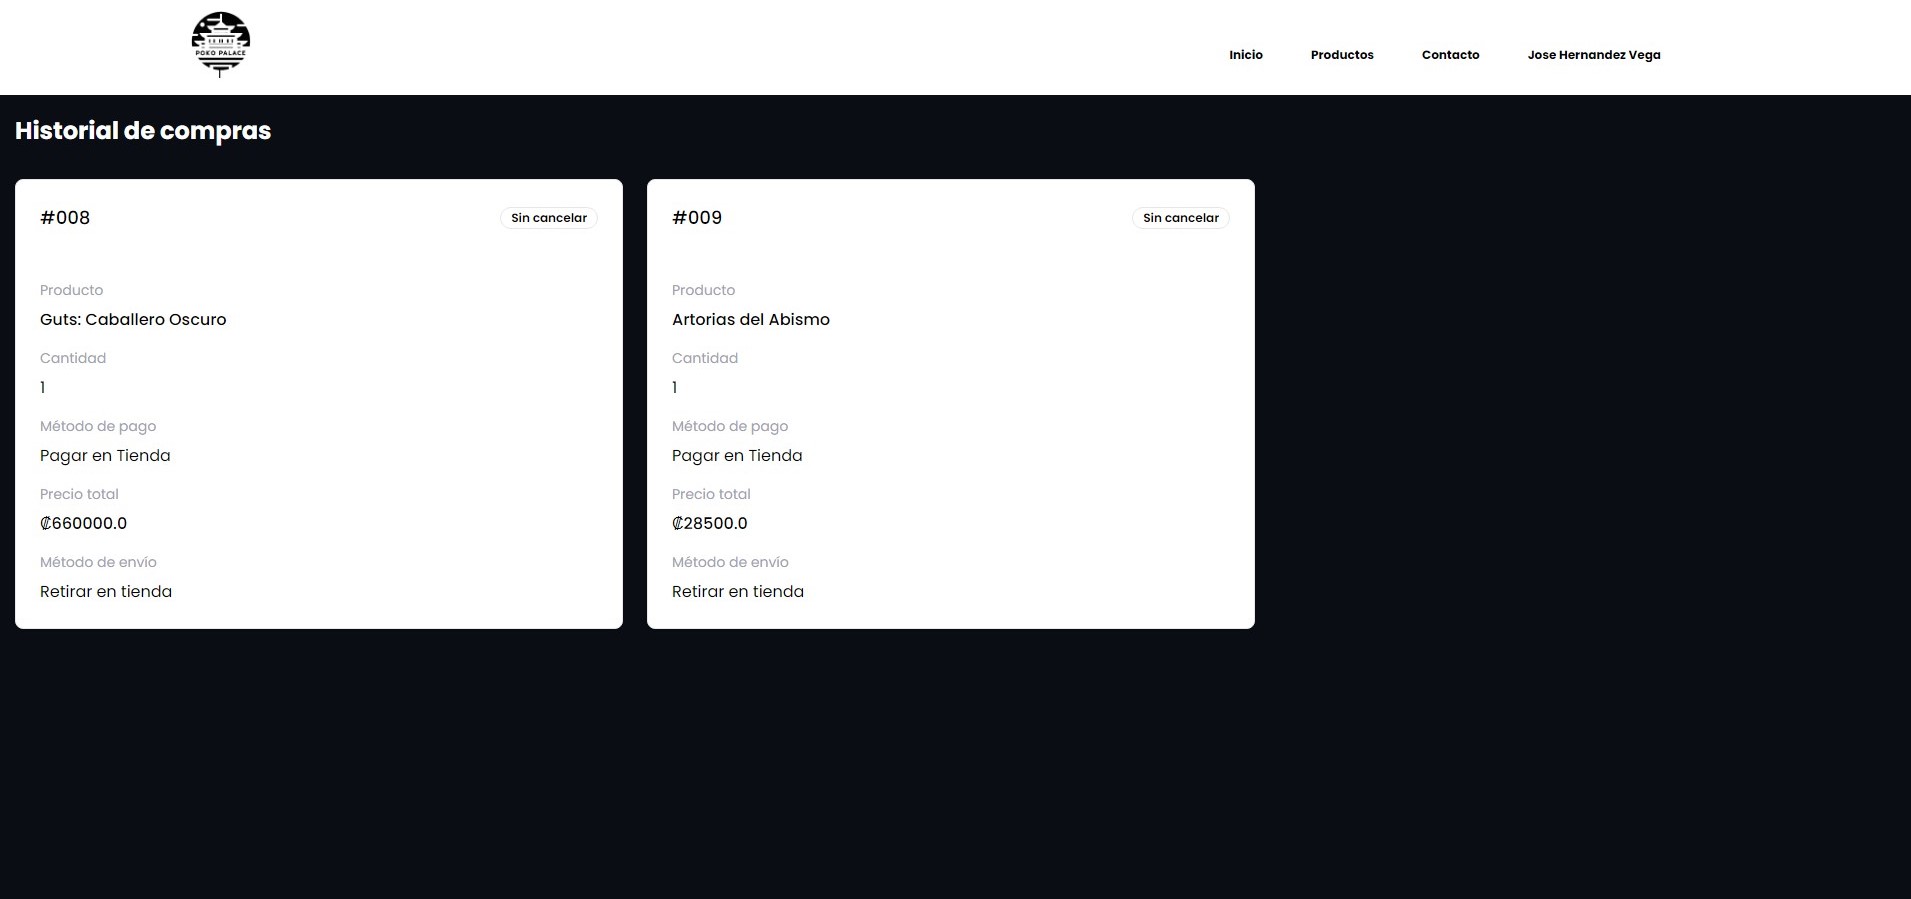 POKO PALACE
Inicio Productos Contacto Jose Hernandez Vega
Historial de compras
#008 Sin cancelar
Producto
Guts: Caballero Oscuro
Cantidad
1
Método de pago
Pagar en Tienda
Precio total
₡660000.0
Método de envío
Retirar en tienda
#009 Sin cancelar
Producto
Artorias del Abismo
Cantidad
1
Método de pago
Pagar en Tienda
Precio total
₡28500.0
Método de envío
Retirar en tienda